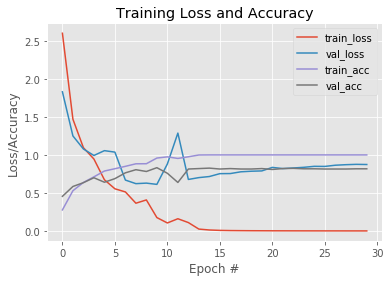 Training Loss and Accuracy
train_loss
val_loss
train_acc
val_acc
Loss/Accuracy
2.5
2.0
1.5
1.0
0.5
0.0
0 5 10 15 20 25 30
Epoch #